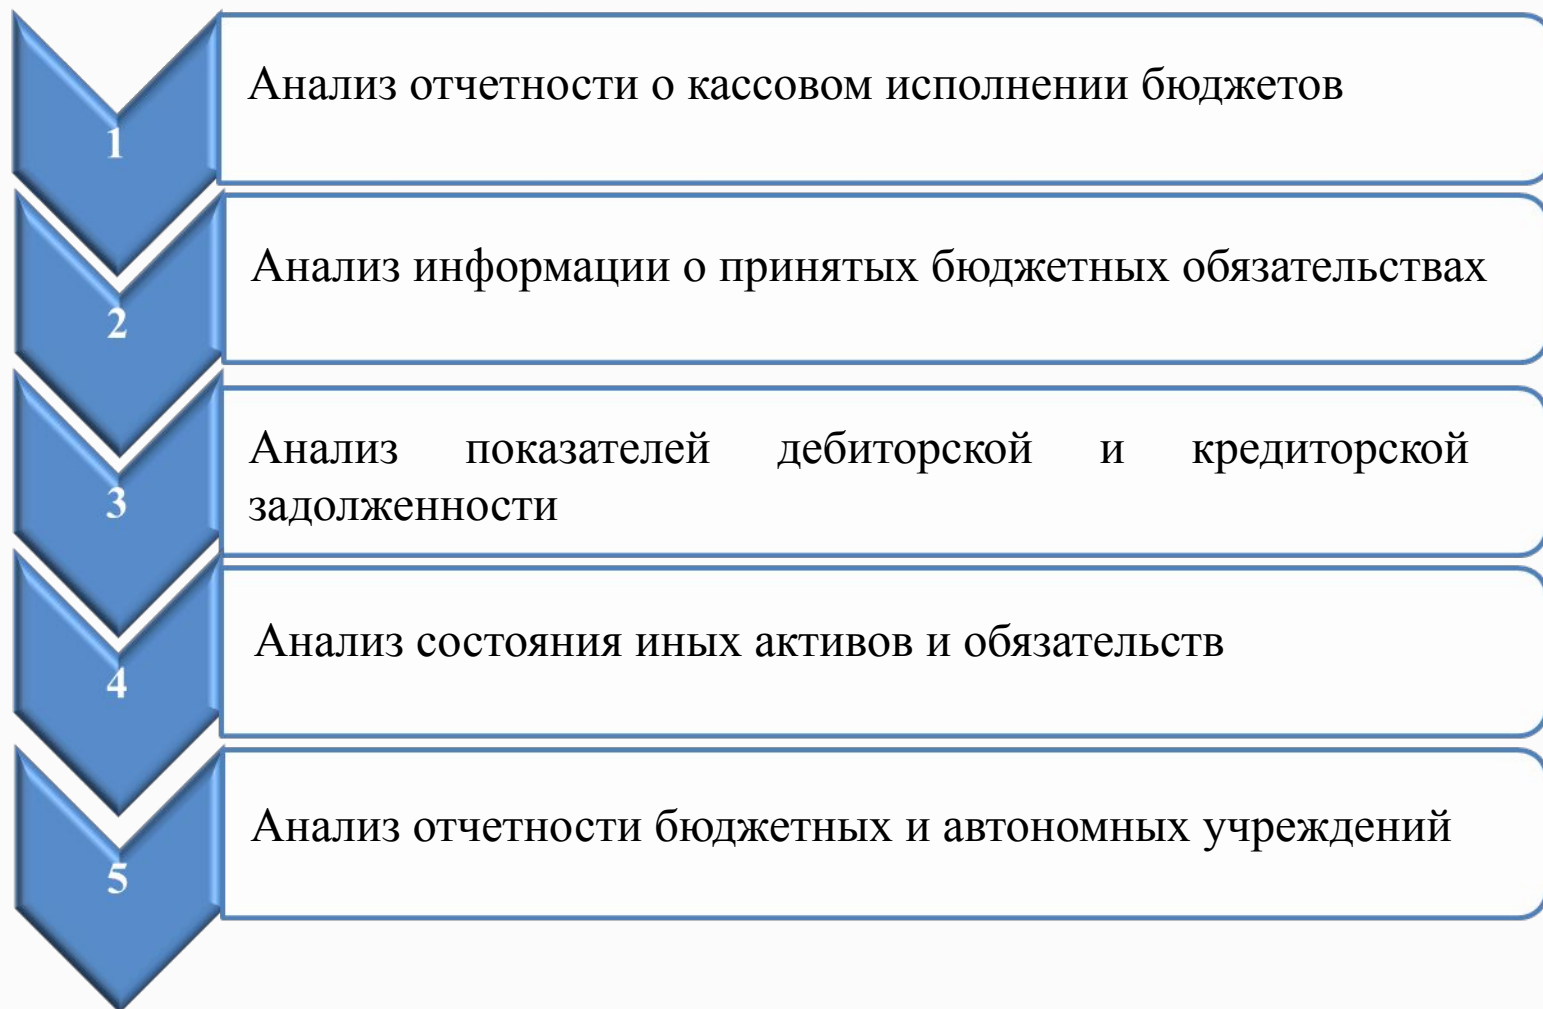 1
Анализ отчетности о кассовом исполнении бюджетов
2
Анализ информации о принятых бюджетных обязательствах
3
Анализ показателей дебиторской и кредиторской
задолженности
4
Анализ состояния иных активов и обязательств
5
Анализ отчетности бюджетных и автономных учреждений